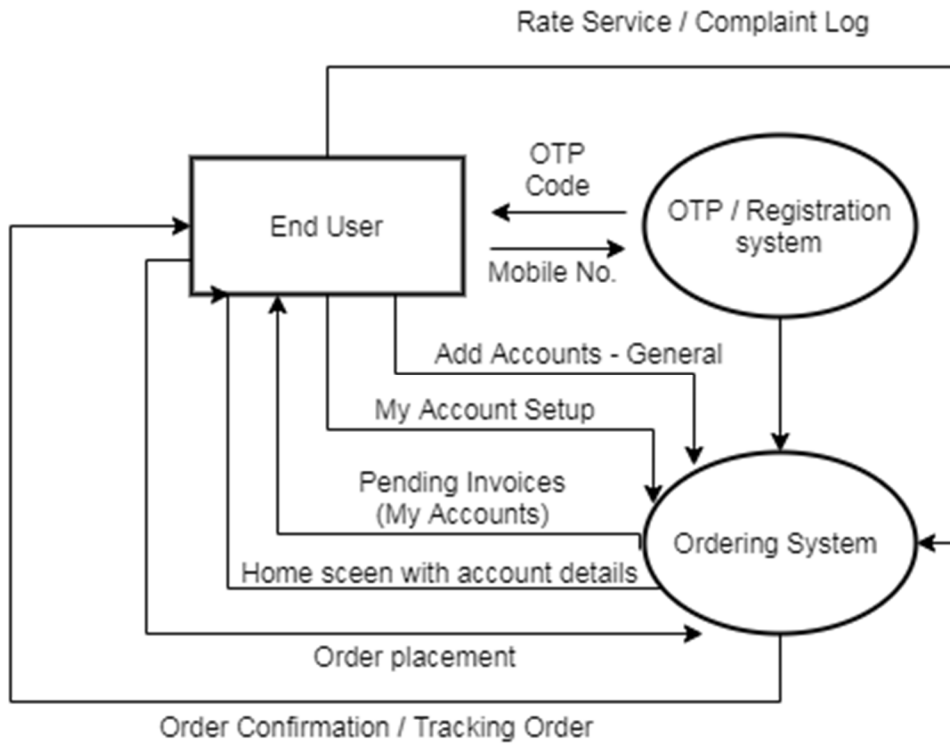 Rate Service / Complaint Log
OTP
Code
End User
OTP / Registration
system
Mobile No.
Add Accounts - General
My Account Setup
Pending Invoices
(My Accounts)
Ordering System
Home sceen with account details
Order placement
Order Confirmation / Tracking Order